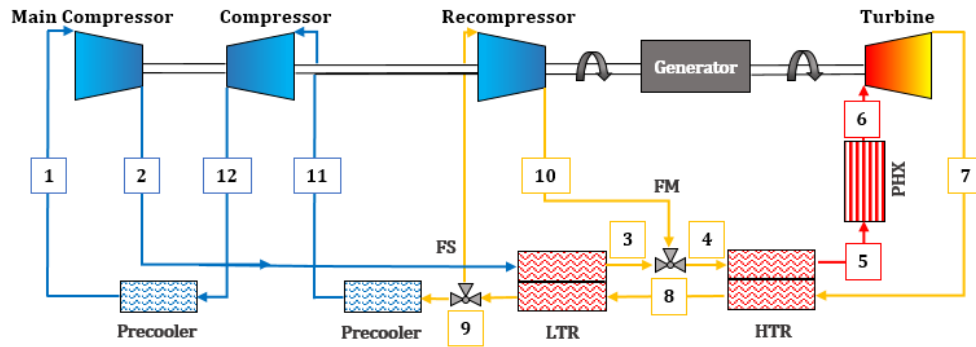 Main Compressor
Compressor
Recompressor
Turbine
Generator
6
1
2
12
11
10
7
PHX
FM
FS
3
4
5
8
9
Precooler
Precooler
LTR
HTR